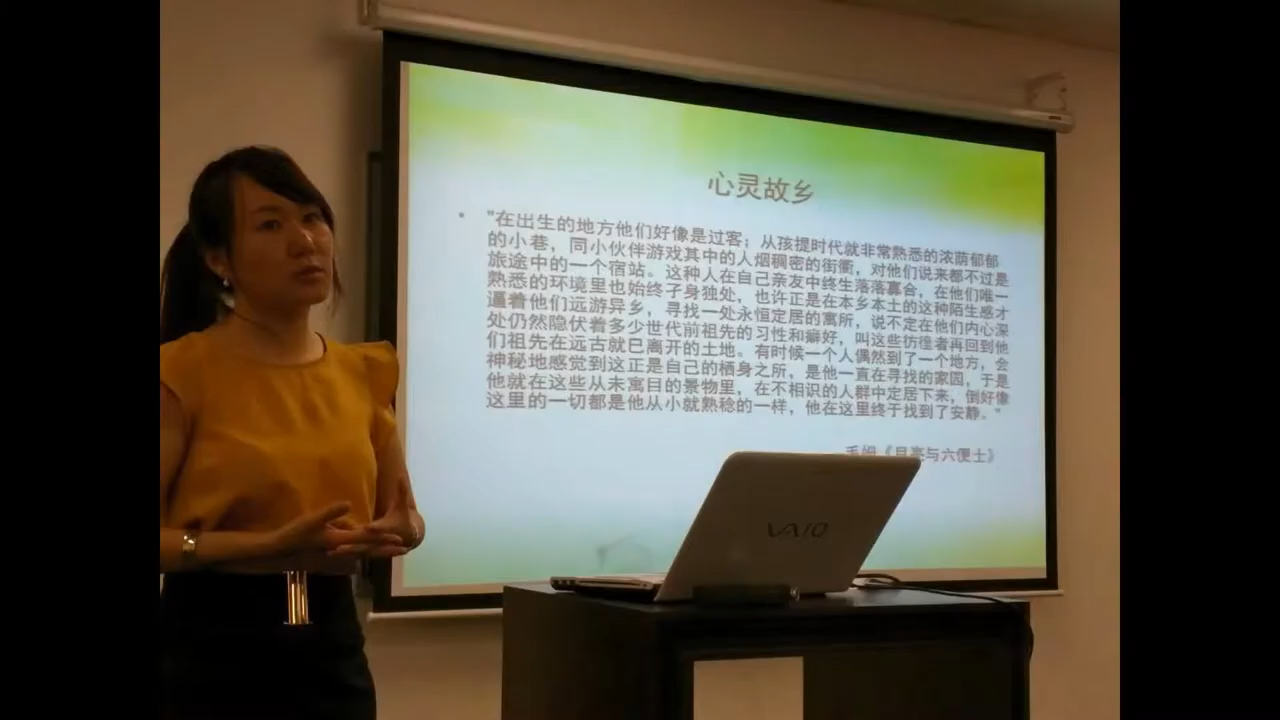 心灵故乡
• "在出生的地方他们好像是过客；从孩提时代就非常熟悉的浓荫郁郁
的小巷，同小伙伴游戏其中的人烟稠密的街衢，对他们说来都不过是
旅途中的一个宿站。这种人在自己亲友中终生落落寡合，在他们唯一
熟悉的环境里也始终孑身独处，也许正是在本乡本土的这种陌生感才
逼着他们远游异乡，寻找一处永恒定居的寓所，说不定在他们内心深
处仍然隐伏着多少世代前祖先的习性和癖好，叫这些彷徨者再回到他
们祖先在远古就已离开的土地。有时候一个人偶然到了一个地方，会
神秘地感觉到这正是自己的栖身之所，是他一直在寻找的家园，于是
他就在这些从未寓目的景物里，在不相识的人群中定居下来，倒好像
这里的一切都是他从小就熟稔的一样，他在这里终于找到了安静。"
毛姆《月亮与六便士》
VAIO